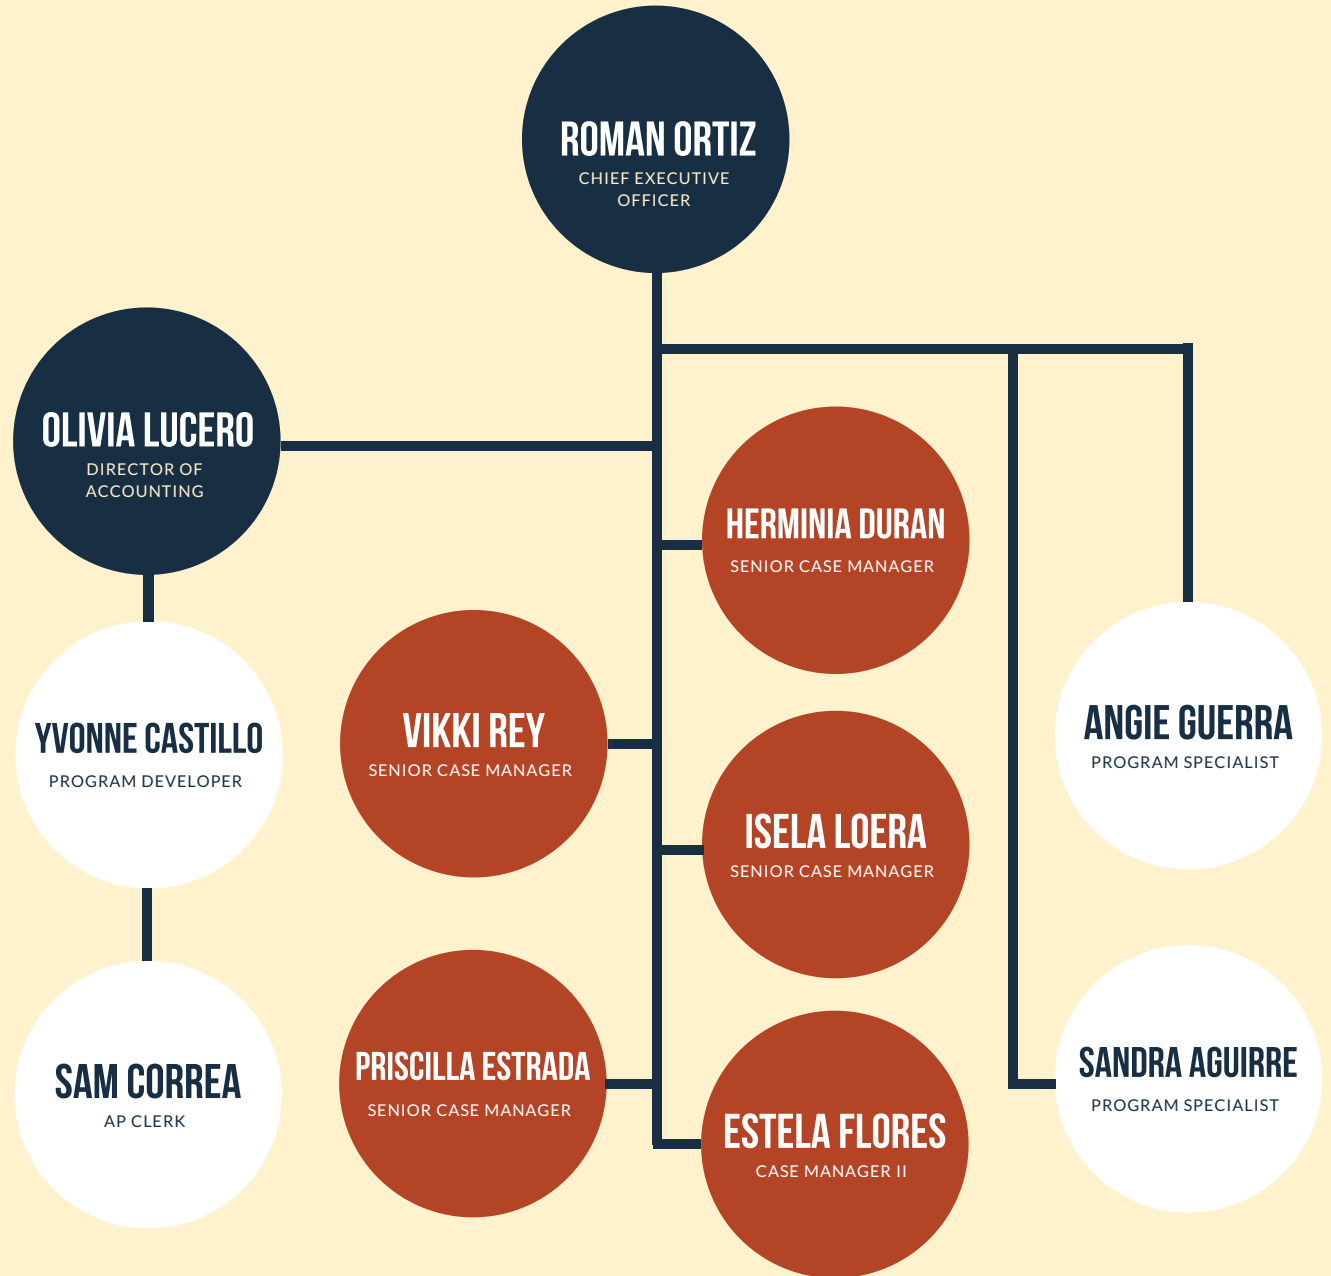 ROMAN ORTIZ
CHIEF EXECUTIVE
OFFICER
OLIVIA LUCERO
DIRECTOR OF
ACCOUNTING
HERMINIA DURAN
SENIOR CASE MANAGER
VIKKI REY
SENIOR CASE MANAGER
YVONNE CASTILLO
PROGRAM DEVELOPER
ANGIE GUERRA
PROGRAM SPECIALIST
ISELA LOERA
SENIOR CASE MANAGER
PRISCILLA ESTRADA
SENIOR CASE MANAGER
SAM CORREA
AP CLERK
SANDRA AGUIRRE
PROGRAM SPECIALIST
ESTELA FLORES
CASE MANAGER II